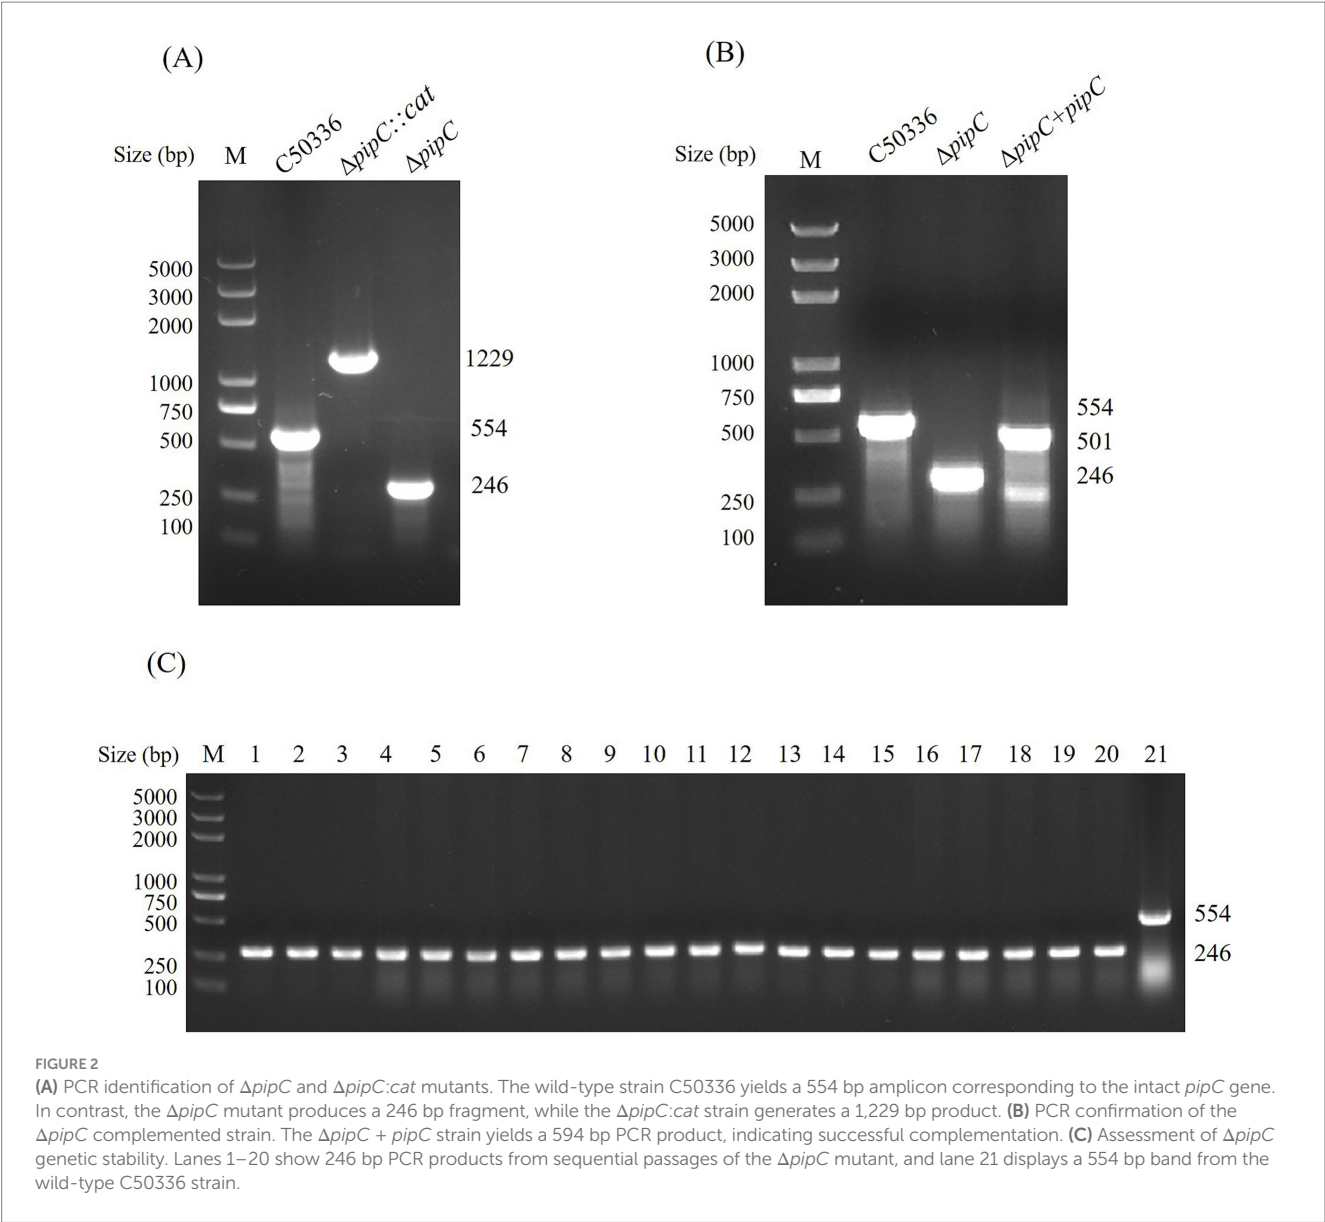 (A)
Size (bp) M C50336 ΔpipC::cat ΔpipC
5000
3000
2000
1000
750
500
250
100
1229
554
246
(B)
Size (bp) M C50336 ΔpipC ΔpipC+pipC
5000
3000
2000
1000
750
500
250
100
554
501
246
(C)
Size (bp) M 1 2 3 4 5 6 7 8 9 10 11 12 13 14 15 16 17 18 19 20 21
5000
3000
2000
1000
750
500
250
100
554
246
FIGURE 2
(A) PCR identification of ΔpipC and ΔpipC:cat mutants. The wild-type strain C50336 yields a 554 bp amplicon corresponding to the intact pipC gene.
In contrast, the ΔpipC mutant produces a 246 bp fragment, while the ΔpipC:cat strain generates a 1,229 bp product. (B) PCR confirmation of the
ΔpipC complemented strain. The ΔpipC + pipC strain yields a 594 bp PCR product, indicating successful complementation. (C) Assessment of ΔpipC
genetic stability. Lanes 1–20 show 246 bp PCR products from sequential passages of the ΔpipC mutant, and lane 21 displays a 554 bp band from the
wild-type C50336 strain.